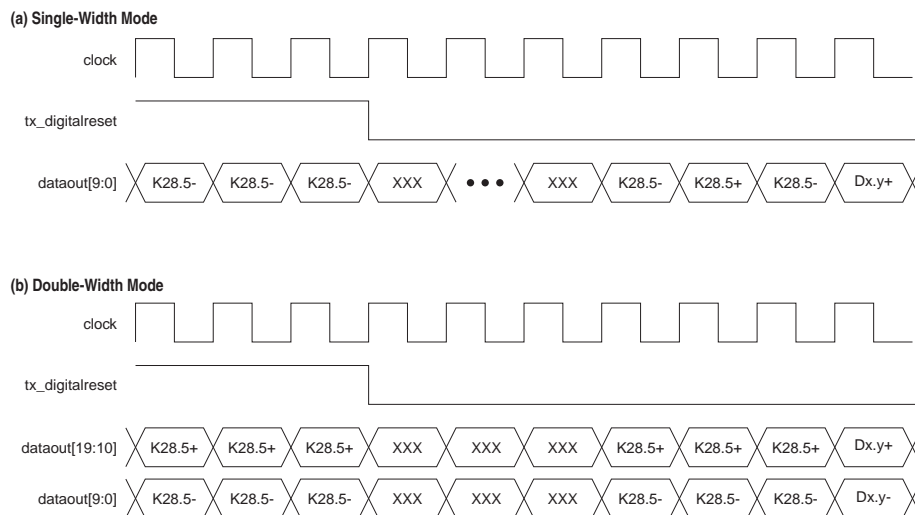 (a) Single-Width Mode
clock
tx_digitalreset
dataout[9:0] K28.5- K28.5- K28.5- XXX • • • XXX K28.5- K28.5+ K28.5- Dx.y+
(b) Double-Width Mode
clock
tx_digitalreset
dataout[19:10] K28.5+ K28.5+ K28.5+ XXX XXX XXX K28.5+ K28.5+ K28.5+ Dx.y+
dataout[9:0] K28.5- K28.5- K28.5- XXX XXX XXX K28.5- K28.5- K28.5- Dx.y-